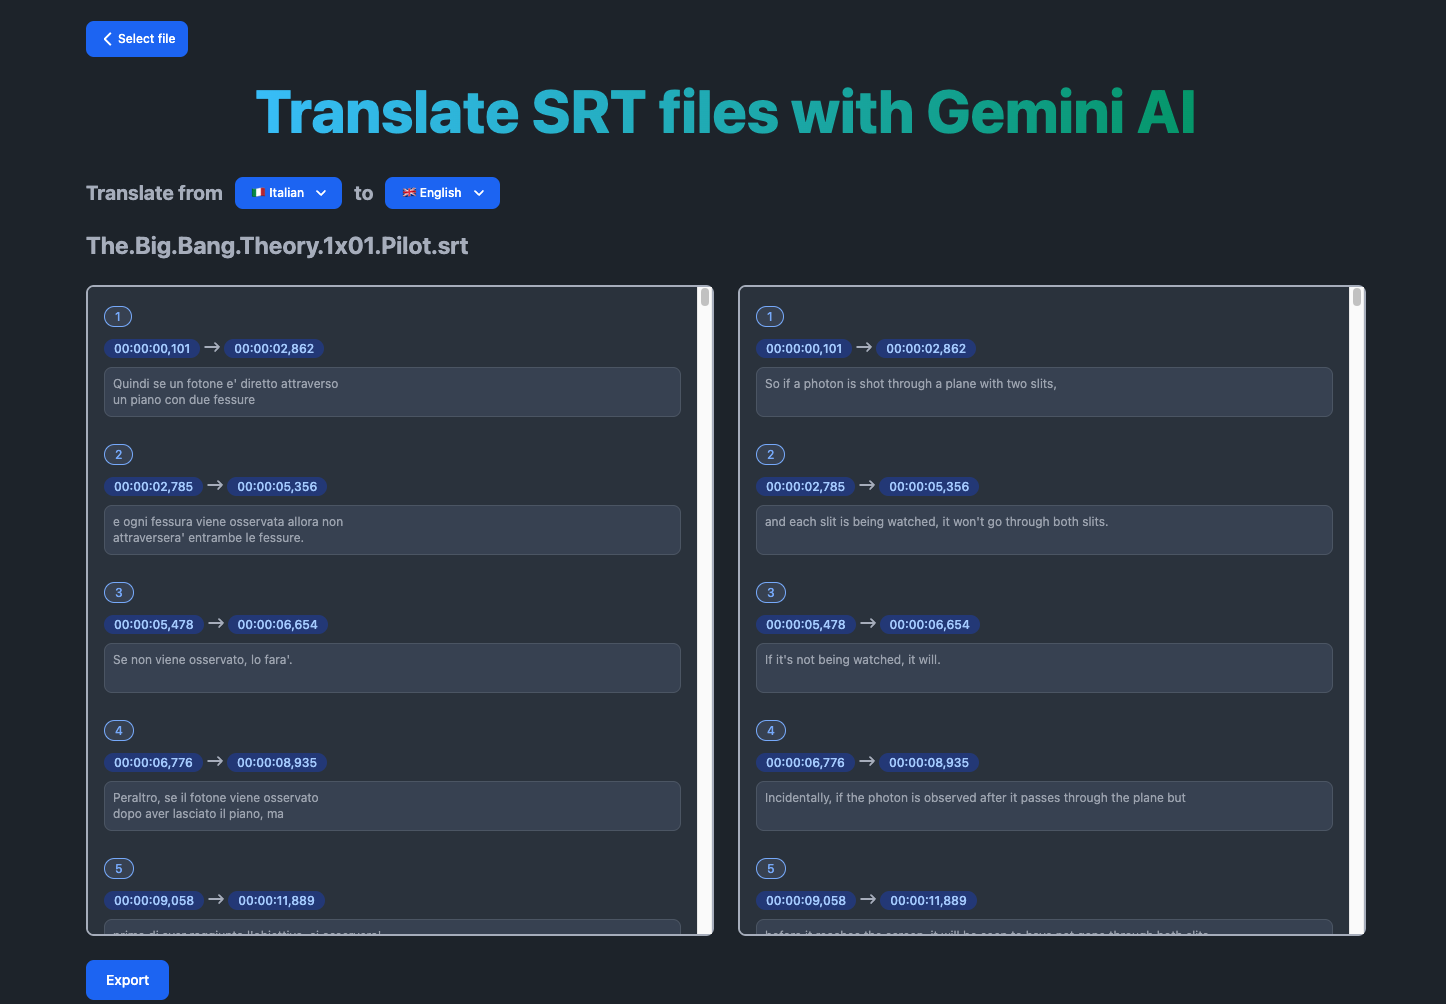 Select file
Translate SRT files with Gemini AI
Translate from Italian to English
The.Big.Bang.Theory.1x01.Pilot.srt
1
00:00:00,101 → 00:00:02,862
Quindi se un fotone e' diretto attraverso
un piano con due fessure
2
00:00:02,785 → 00:00:05,356
e ogni fessura viene osservata allora non
attraversera' entrambe le fessure.
3
00:00:05,478 → 00:00:06,654
Se non viene osservato, lo fara'.
4
00:00:06,776 → 00:00:08,935
Peraltro, se il fotone viene osservato
dopo aver lasciato il piano, ma
5
00:00:09,058 → 00:00:11,889
1
00:00:00,101 → 00:00:02,862
So if a photon is shot through a plane with two slits,
2
00:00:02,785 → 00:00:05,356
and each slit is being watched, it won't go through both slits.
3
00:00:05,478 → 00:00:06,654
If it's not being watched, it will.
4
00:00:06,776 → 00:00:08,935
Incidentally, if the photon is observed after it passes through the plane but
5
00:00:09,058 → 00:00:11,889
Export